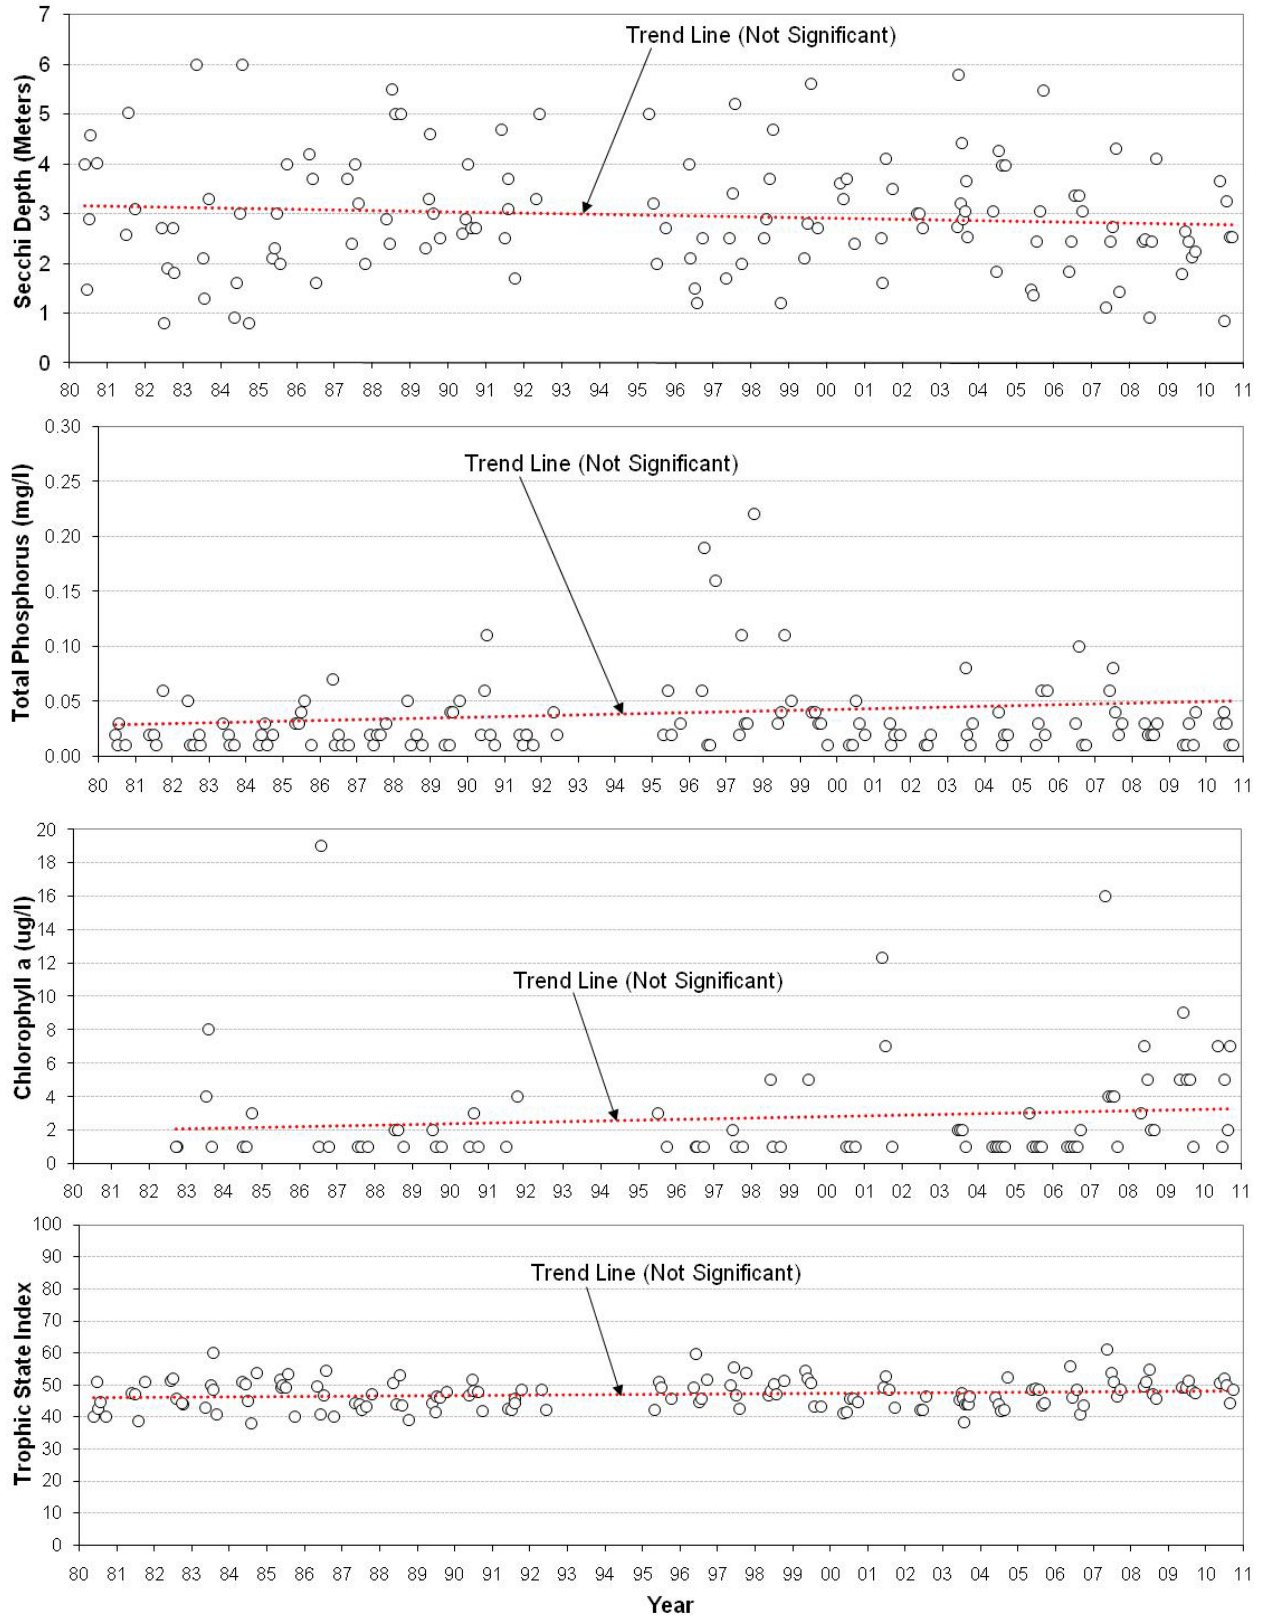 Trend Line (Not Significant)
Secchi Depth (Meters)
7
6
5
4
3
2
1
0
80 81 82 83 84 85 86 87 88 89 90 91 92 93 94 95 96 97 98 99 00 01 02 03 04 05 06 07 08 09 10 11
Trend Line (Not Significant)
Total Phosphorus (mg/l)
0.30
0.25
0.20
0.15
0.10
0.05
0.00
80 81 82 83 84 85 86 87 88 89 90 91 92 93 94 95 96 97 98 99 00 01 02 03 04 05 06 07 08 09 10 11
Trend Line (Not Significant)
Chlorophyll a (ug/l)
20
18
16
14
12
10
8
6
4
2
0
80 81 82 83 84 85 86 87 88 89 90 91 92 93 94 95 96 97 98 99 00 01 02 03 04 05 06 07 08 09 10 11
Trend Line (Not Significant)
Trophic State Index
100
90
80
70
60
50
40
30
20
10
0
80 81 82 83 84 85 86 87 88 89 90 91 92 93 94 95 96 97 98 99 00 01 02 03 04 05 06 07 08 09 10 11
Year